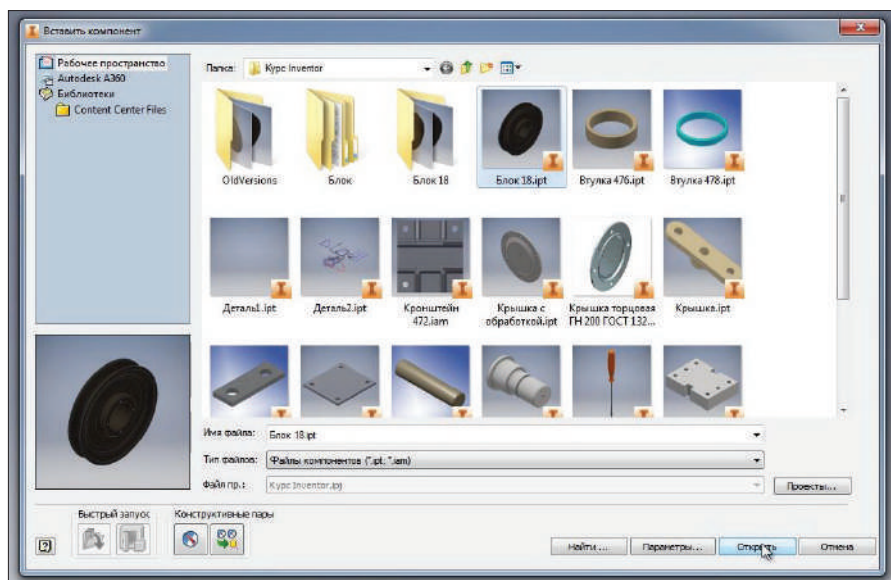 Вставить компонент
Рабочее пространство
Autodesk A360
Библиотеки
Content Center Files
Папка: Курс Inventor
OldVersions
Блок
Блок 18
Блок 18.ipt
Втулка 476.ipt
Втулка 478.ipt
Деталь1.ipt
Деталь2.ipt
Кронштейн 472.iam
Крышка с обработкой.ipt
Крышка торцовая ГН 200 ГОСТ 132...
Крышка.ipt
Имя файла: Блок 18.ipt
Тип файлов: Файлы компонентов (*.ipt; *.iam)
Файл пр.: Курс Inventor.ipj
Проекты...
Быстрый запуск
Конструктивные пары
Найти ...
Параметры...
Открыть
Отмена